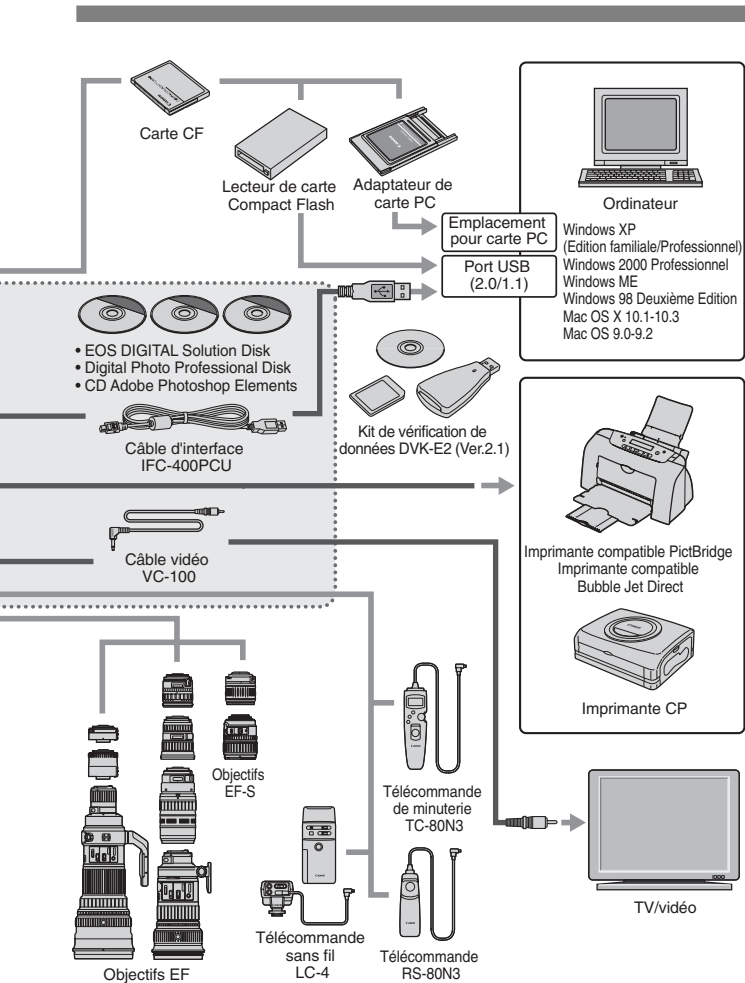 Carte CF
Lecteur de carte
Compact Flash
Adaptateur de
carte PC
Emplacement
pour carte PC
Port USB
(2.0/1.1)
Ordinateur
Windows XP
(Edition familiale/Professionnel)
Windows 2000 Professionnel
Windows ME
Windows 98 Deuxième Edition
Mac OS X 10.1-10.3
Mac OS 9.0-9.2
• EOS DIGITAL Solution Disk
• Digital Photo Professional Disk
• CD Adobe Photoshop Elements
Câble d'interface
IFC-400PCU
Kit de vérification de
données DVK-E2 (Ver.2.1)
Câble vidéo
VC-100
Imprimante compatible PictBridge
Imprimante compatible
Bubble Jet Direct
Imprimante CP
Objectifs
EF-S
Télécommande
de minuterie
TC-80N3
TV/vidéo
Objectifs EF
Télécommande
sans fil
LC-4
Télécommande
RS-80N3